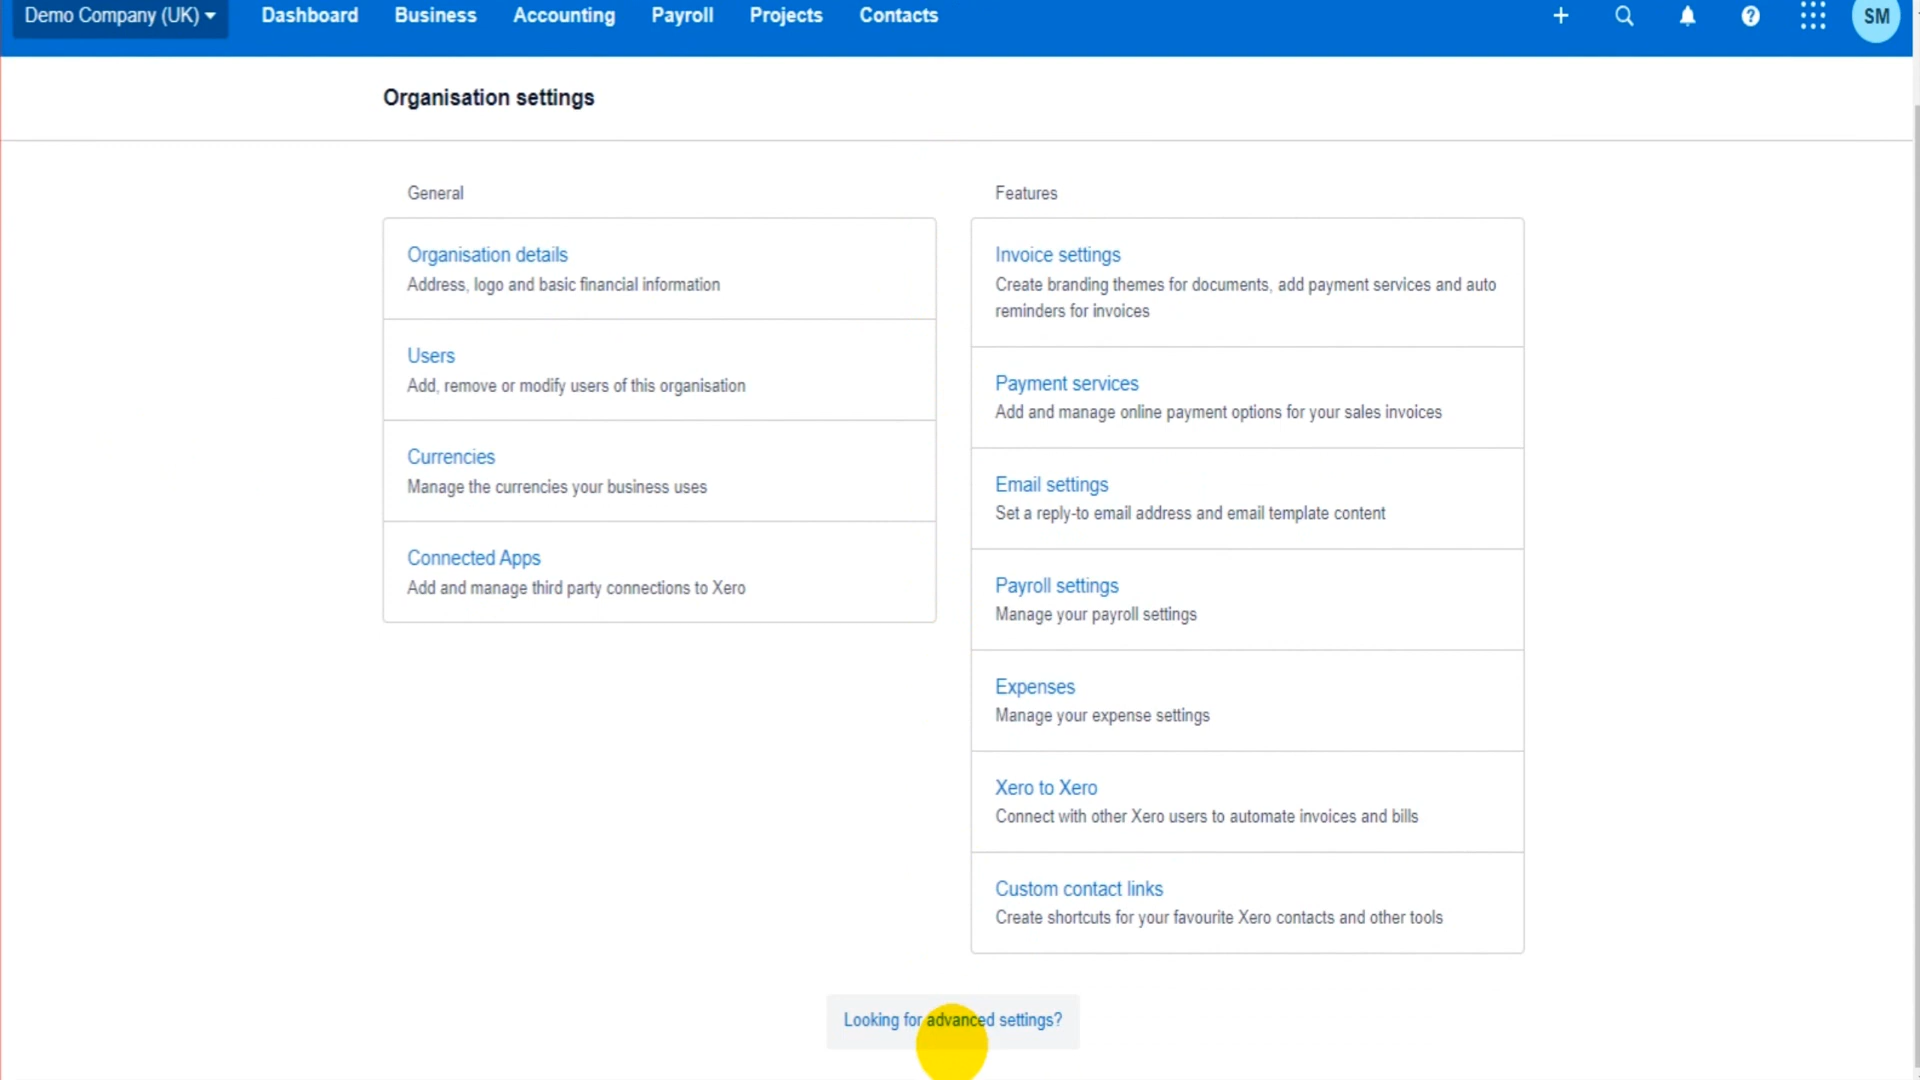 Demo Company (UK)
Dashboard
Business
Accounting
Payroll
Projects
Contacts
SM
Organisation settings
General
Organisation details
Address, logo and basic financial information
Users
Add, remove or modify users of this organisation
Currencies
Manage the currencies your business uses
Connected Apps
Add and manage third party connections to Xero
Features
Invoice settings
Create branding themes for documents, add payment services and auto
reminders for invoices
Payment services
Add and manage online payment options for your sales invoices
Email settings
Set a reply-to email address and email template content
Payroll settings
Manage your payroll settings
Expenses
Manage your expense settings
Xero to Xero
Connect with other Xero users to automate invoices and bills
Custom contact links
Create shortcuts for your favourite Xero contacts and other tools
Looking for advanced settings?